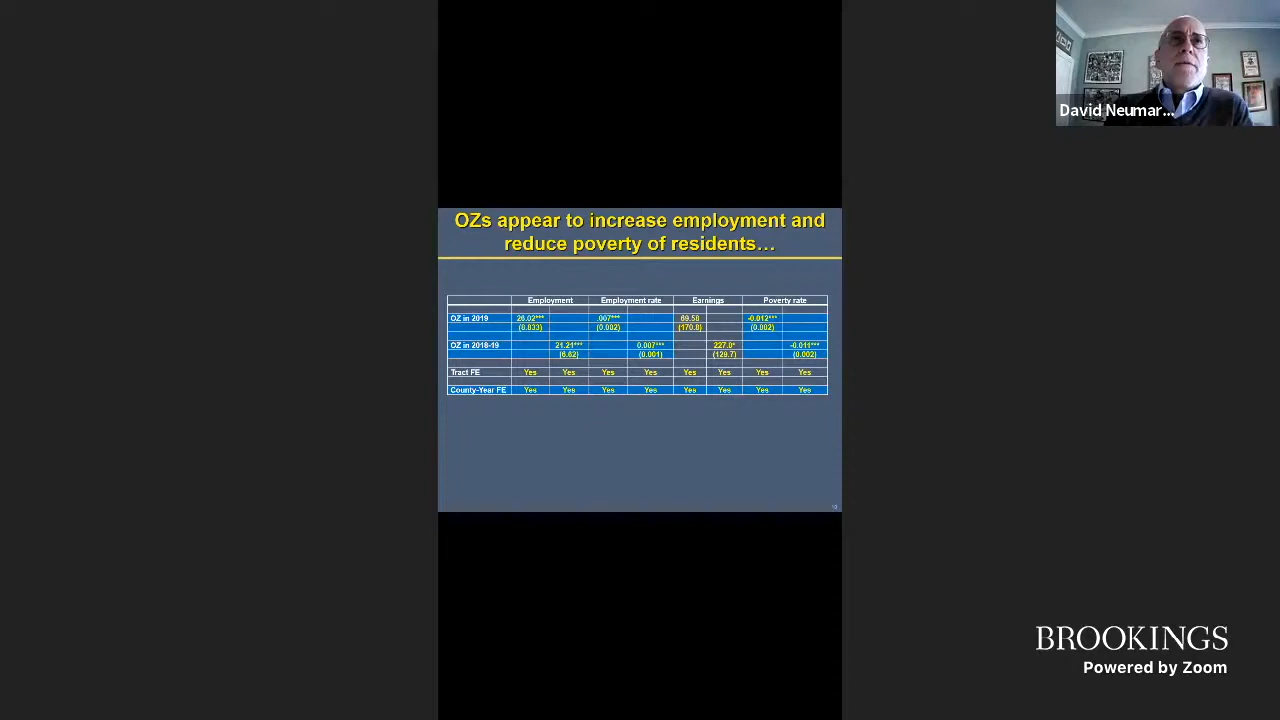 David Neumar...
OZs appear to increase employment and
reduce poverty of residents...
Employment Employment rate Earnings Poverty rate
OZ in 2019 26.02*** .007*** 69.50 -0.012***
(0.033) (0.002) (170.0) (0.002)
OZ in 2018-19 21.21*** 0.007*** 227.0* -0.011***
(6.62) (0.001) (129.7) (0.002)
Tract FE Yes Yes Yes Yes Yes Yes Yes Yes
County-Year FE Yes Yes Yes Yes Yes Yes Yes Yes
10
BROOKINGS
Powered by Zoom